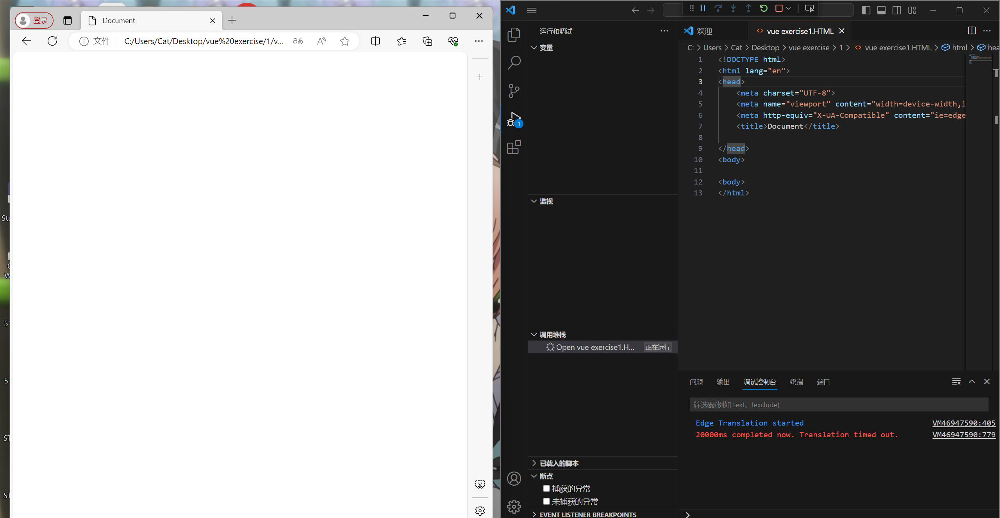 登录
Document
文件
C:/Users/Cat/Desktop/vue%20exercise/1/v...
aあ
运行和调试
变量
监视
调用堆栈
Open vue exercise1.H...
正在运行
已载入的脚本
断点
捕获的异常
未捕获的异常
EVENT LISTENER BREAKPOINTS
1
欢迎
vue exercise1.HTML
C: > Users > Cat > Desktop > vue exercise > 1 > vue exercise1.HTML > html > hea
1 <!DOCTYPE html>
2 <html lang="en">
3 <head>
4 <meta charset="UTF-8">
5 <meta name="viewport" content="width=device-width,i
6 <meta http-equiv="X-UA-Compatible" content="ie=edge
7 <title>Document</title>
8
9 </head>
10 <body>
11
12 <body>
13 </html>
问题 输出 调试控制台 终端 端口
筛选器(例如 text、!exclude)
Edge Translation started VM46947590:405
20000ms completed now. Translation timed out. VM46947590:779